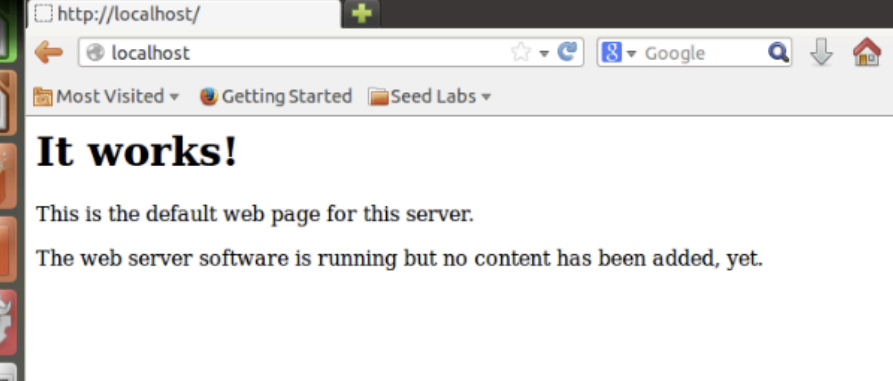 http://localhost/
localhost
Google
Most Visited
Getting Started
Seed Labs
It works!
This is the default web page for this server.
The web server software is running but no content has been added, yet.